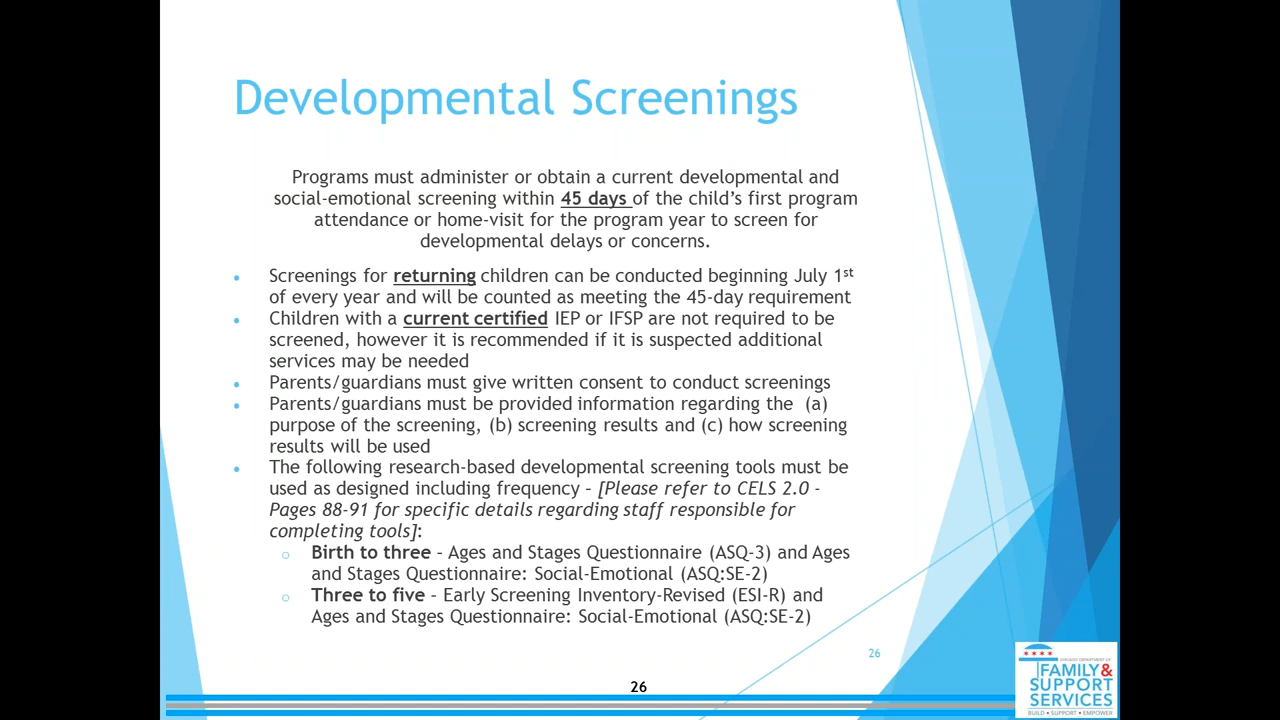 Developmental Screenings
Programs must administer or obtain a current developmental and
social-emotional screening within 45 days of the child's first program
attendance or home-visit for the program year to screen for
developmental delays or concerns.
• Screenings for returning children can be conducted beginning July 1st
of every year and will be counted as meeting the 45-day requirement
• Children with a current certified IEP or IFSP are not required to be
screened, however it is recommended if it is suspected additional
services may be needed
• Parents/guardians must give written consent to conduct screenings
• Parents/guardians must be provided information regarding the (a)
purpose of the screening, (b) screening results and (c) how screening
results will be used
• The following research-based developmental screening tools must be
used as designed including frequency – [Please refer to CELS 2.0 -
Pages 88-91 for specific details regarding staff responsible for
completing tools]:
o Birth to three – Ages and Stages Questionnaire (ASQ-3) and Ages
and Stages Questionnaire: Social-Emotional (ASQ:SE-2)
o Three to five – Early Screening Inventory-Revised (ESI-R) and
Ages and Stages Questionnaire: Social-Emotional (ASQ:SE-2)
26
26
CHICAGO DEPARTMENT OF
FAMILY &
SUPPORT
SERVICES
BUILD • SUPPORT • EMPOWER